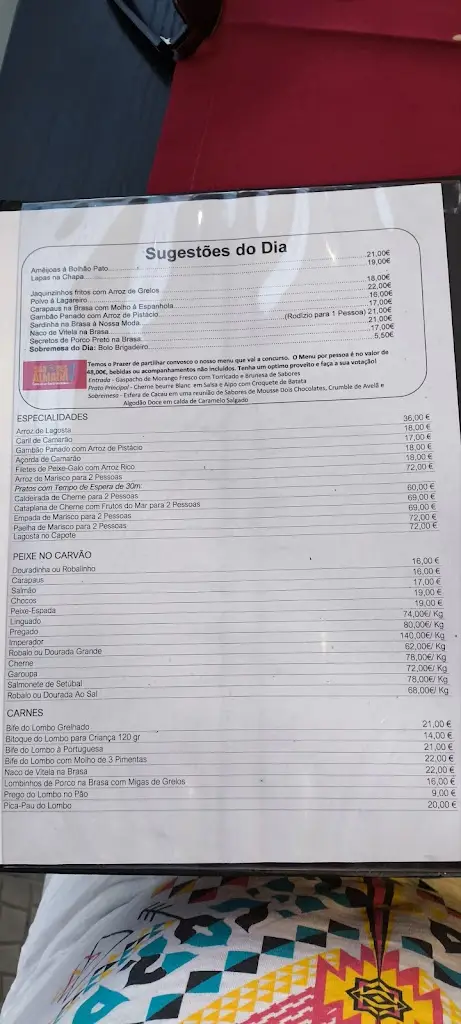 Sugestões do Dia
Amêijoas à Bolhão Pato 21,00€
Lapas na Chapa 19,00€
Jaquinzinhos fritos com Arroz de Grelos 18,00€
Polvo à Lagareiro 22,00€
Carapaus na Brasa com Molho à Espanhola 16,00€
Gambão Panado com Arroz de Pistácio 17,00€
Sardinha na Brasa à Nossa Moda (Rodízio para 1 Pessoa) 21,00€
Naco de Vitela na Brasa 21,00€
Secretos de Porco Preto na Brasa 17,00€
Sobremesa do Dia: Bolo Brigadeiro 5,50€
Temos o Prazer de partilhar convosco o nosso menu que vai a concurso. O Menu por pessoa é no valor de
48,00€, bebidas ou acompanhamentos não incluídos. Tenha um optimo proveito e faça a sua votação!
Entrada - Gaspacho de Morango Fresco com Torricado e Brunesa de Sabores
Prato Principal - Cherne Beurre Blanc em Salsa e Aipo com Croquete de Batata
Sobremesa - Esfera de Cacau em uma reunião de Sabores de Mousse Dois Chocolates, Crumble de Avelã e
Algodão Doce em calda de Caramelo Salgado
ESPECIALIDADES
Arroz de Lagosta 36,00 €
Caril de Camarão 18,00 €
Gambão Panado com Arroz de Pistácio 17,00 €
Açorda de Camarão 18,00 €
Filetes de Peixe-Galo com Arroz Rico 18,00 €
Arroz de Marisco para 2 Pessoas 72,00 €
Pratos com Tempo de Espera de 30m:
Caldeirada de Cherne para 2 Pessoas 60,00 €
Cataplana de Cherne com Frutos do Mar para 2 Pessoas 69,00 €
Empada de Marisco para 2 Pessoas 69,00 €
Paelha de Marisco para 2 Pessoas 72,00 €
Lagosta no Capote 72,00 €
PEIXE NO CARVÃO
Douradinha ou Robalinho 16,00 €
Carapaus 16,00 €
Salmão 17,00 €
Chocos 19,00 €
Peixe-Espada 19,00 €
Linguado 74,00€/ Kg
Pregado 80,00€/ Kg
Imperador 140,00€/ Kg
Robalo ou Dourada Grande 62,00€/ Kg
Cherne 78,00€/ Kg
Garoupa 72,00€/ Kg
Salmonete de Setúbal 78,00€/ Kg
Robalo ou Dourada Ao Sal 68,00€/ Kg
CARNES
Bife do Lombo Grelhado 21,00 €
Bitoque do Lombo para Criança 120 gr 14,00 €
Bife do Lombo à Portuguesa 21,00 €
Bife do Lombo com Molho de 3 Pimentas 22,00 €
Naco de Vitela na Brasa 22,00 €
Lombinhos de Porco na Brasa com Migas de Grelos 16,00 €
Prego do Lombo no Pão 9,00 €
Pica-Pau do Lombo 20,00 €